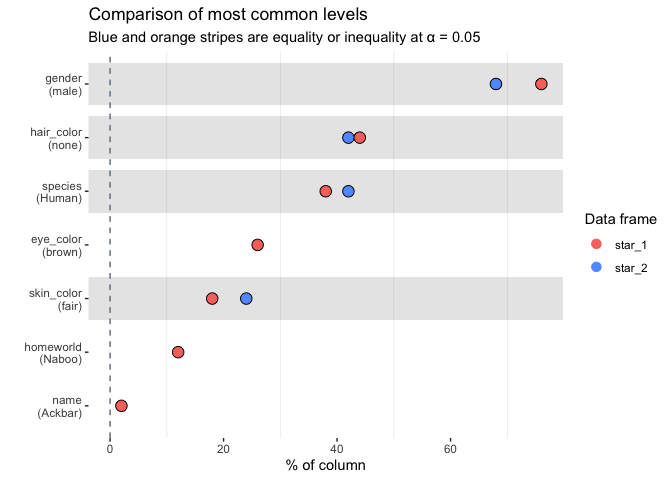 Comparison of most common levels
Blue and orange stripes are equality or inequality at α = 0.05
gender
(male)
hair_color
(none)
species
(Human)
eye_color
(brown)
skin_color
(fair)
homeworld
(Naboo)
name
(Ackbar)
0
20
40
60
% of column
Data frame
star_1
star_2